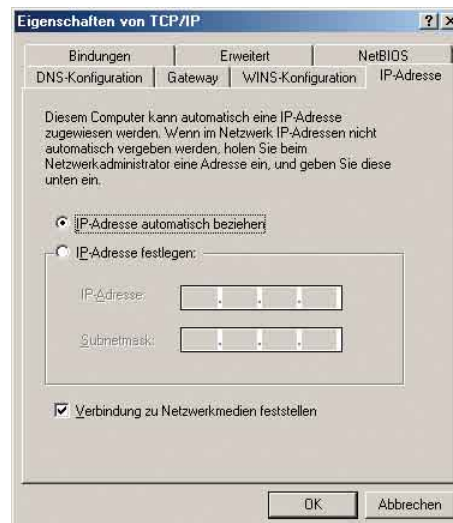 Eigenschaften von TCP/IP
Bindungen Erweitert NetBIOS
DNS-Konfiguration Gateway WINS-Konfiguration IP-Adresse
Diesem Computer kann automatisch eine IP-Adresse
zugewiesen werden. Wenn im Netzwerk IP-Adressen nicht
automatisch vergeben werden, holen Sie beim
Netzwerkadministrator eine Adresse ein, und geben Sie diese
unten ein.
IP-Adresse automatisch beziehen
IP-Adresse festlegen:
IP-Adresse:
Subnetmask:
Verbindung zu Netzwerkmedien feststellen
OK Abbrechen